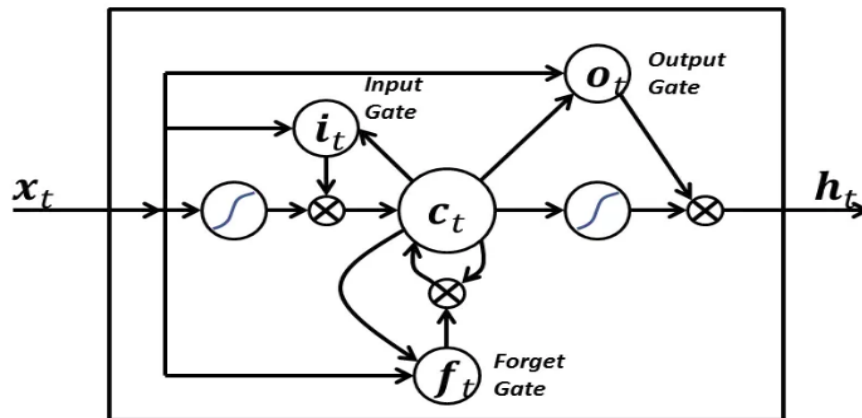 Output
Gate
o_t
Input
Gate
i_t
x_t
c_t
h_t
f_t
Forget
Gate